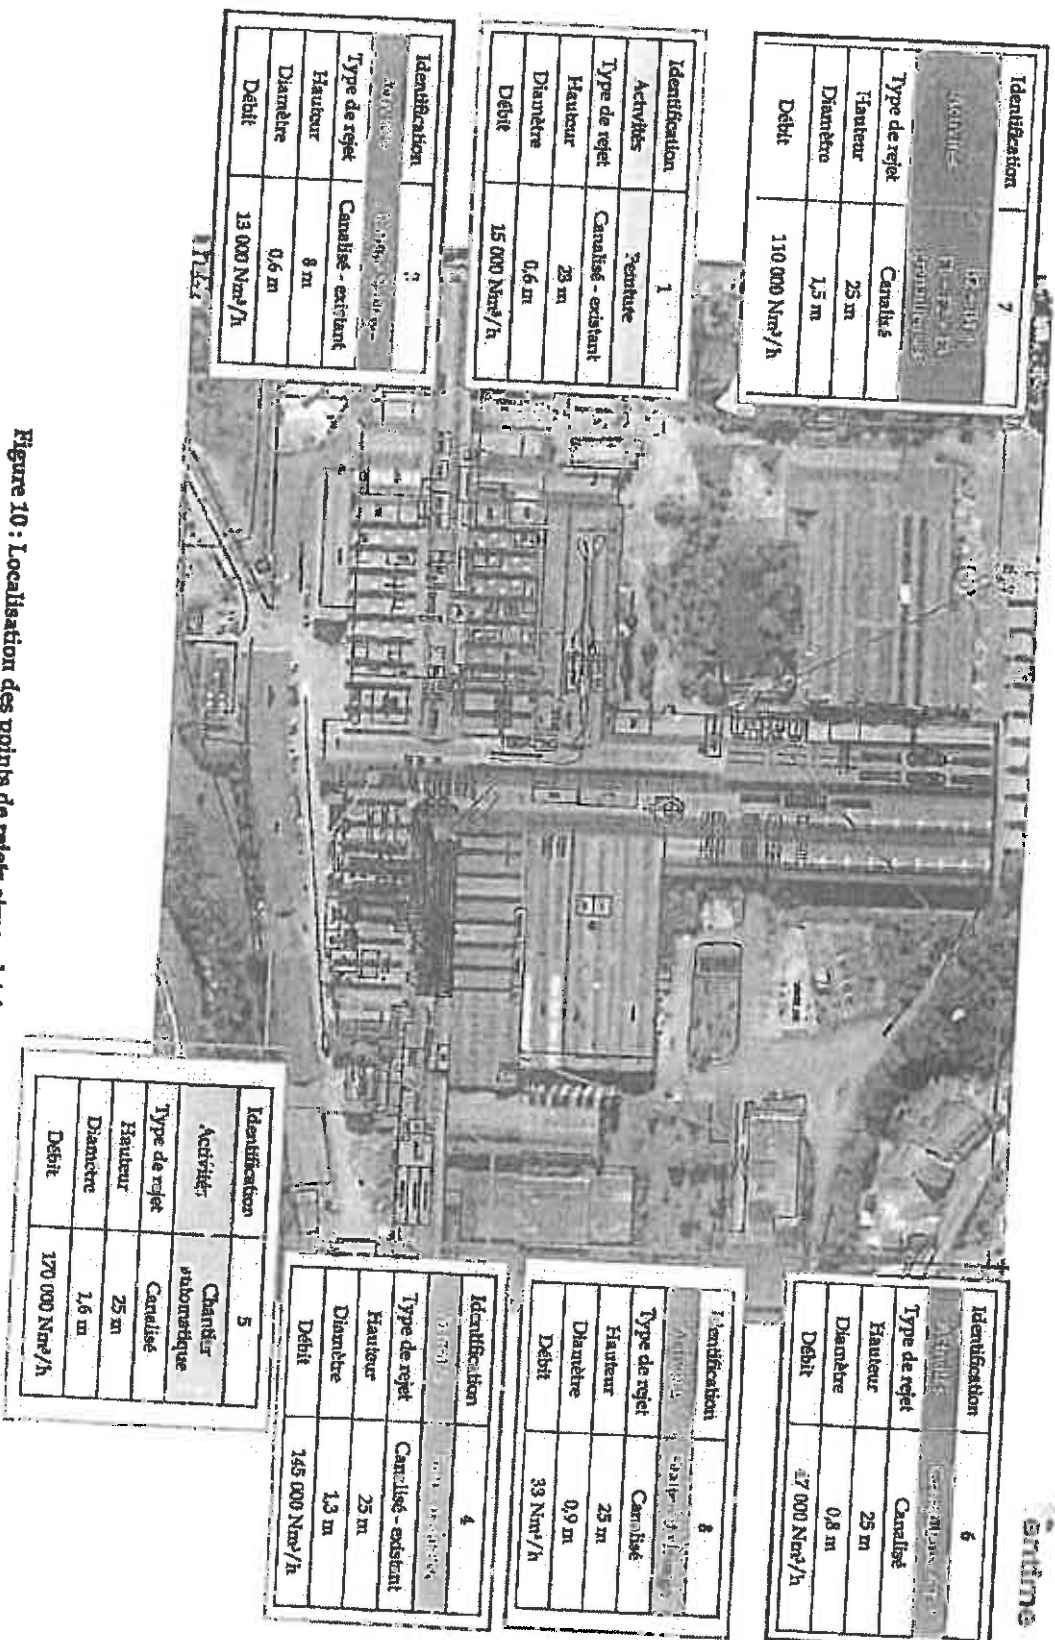 Identification 7
Type de rejet Canalisé
Hauteur 25 m
Diamètre 1,5 m
Débit 110 000 Nm³/h
Identification 1
Activités Peinture
Type de rejet Canalisé - existant
Hauteur 23 m
Diamètre 0,6 m
Débit 15 000 Nm³/h
Identification
Type de rejet Canalisé - existant
Hauteur 8 m
Diamètre 0,6 m
Débit 13 000 Nm³/h
Identification 6
Type de rejet Canalisé
Hauteur 25 m
Diamètre 0,8 m
Débit 17 000 Nm³/h
Identification 8
Type de rejet Canalisé
Hauteur 25 m
Diamètre 0,9 m
Débit 33 Nm³/h
Identification 4
Type de rejet Canalisé - existant
Hauteur 25 m
Diamètre 1,3 m
Débit 145 000 Nm³/h
Identification 5
Activités Chantier
automatique
Type de rejet Canalisé
Hauteur 25 m
Diametre 1,6 m
Débit 170 000 Nm³/h
Figure 10 : Localisation des points de rejets